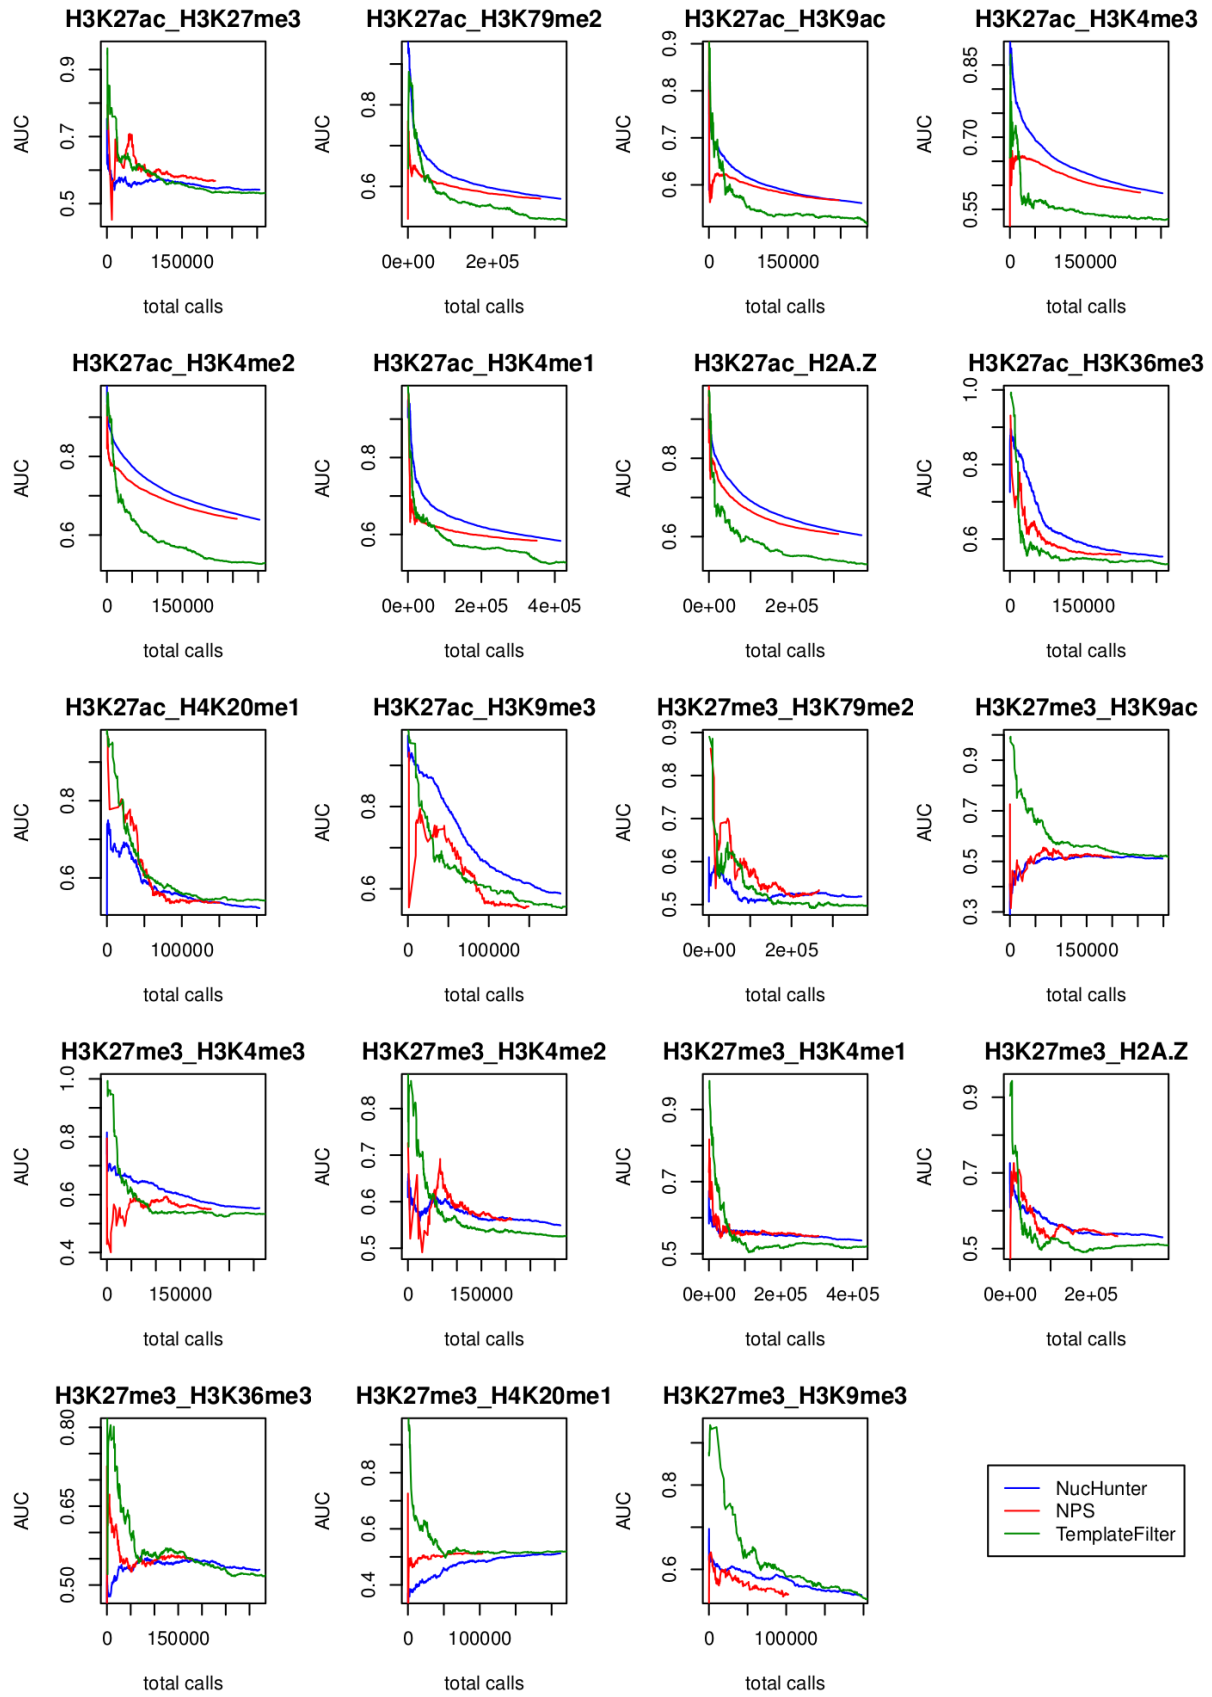 H3K27ac_H3K27me3
H3K27ac_H3K79me2
H3K27ac_H3K9ac
H3K27ac_H3K4me3
AUC
0.5 0.7 0.9
0 150000
total calls
AUC
0.6 0.8
0e+00 2e+05
total calls
AUC
0.6 0.7 0.8 0.9
0 150000
total calls
AUC
0.55 0.70 0.85
0 150000
total calls
H3K27ac_H3K4me2
H3K27ac_H3K4me1
H3K27ac_H2A.Z
H3K27ac_H3K36me3
AUC
0.6 0.8
0 150000
total calls
AUC
0.6 0.8
0e+00 2e+05 4e+05
total calls
AUC
0.6 0.8
0e+00 2e+05
total calls
AUC
0.6 0.8 1.0
0 150000
total calls
H3K27ac_H4K20me1
H3K27ac_H3K9me3
H3K27me3_H3K79me2
H3K27me3_H3K9ac
AUC
0.6 0.8
0 100000
total calls
AUC
0.6 0.8
0 100000
total calls
AUC
0.5 0.6 0.7 0.8 0.9
0e+00 2e+05
total calls
AUC
0.3 0.5 0.7 0.9
0 150000
total calls
H3K27me3_H3K4me3
H3K27me3_H3K4me2
H3K27me3_H3K4me1
H3K27me3_H2A.Z
AUC
0.4 0.6 0.8 1.0
0 150000
total calls
AUC
0.5 0.6 0.7 0.8
0 150000
total calls
AUC
0.5 0.7 0.9
0e+00 2e+05 4e+05
total calls
AUC
0.5 0.7 0.9
0e+00 2e+05
total calls
H3K27me3_H3K36me3
H3K27me3_H4K20me1
H3K27me3_H3K9me3
AUC
0.50 0.65 0.80
0 150000
total calls
AUC
0.4 0.6 0.8
0 100000
total calls
AUC
0.6 0.8
0 100000
total calls
NucHunter
NPS
TemplateFilter